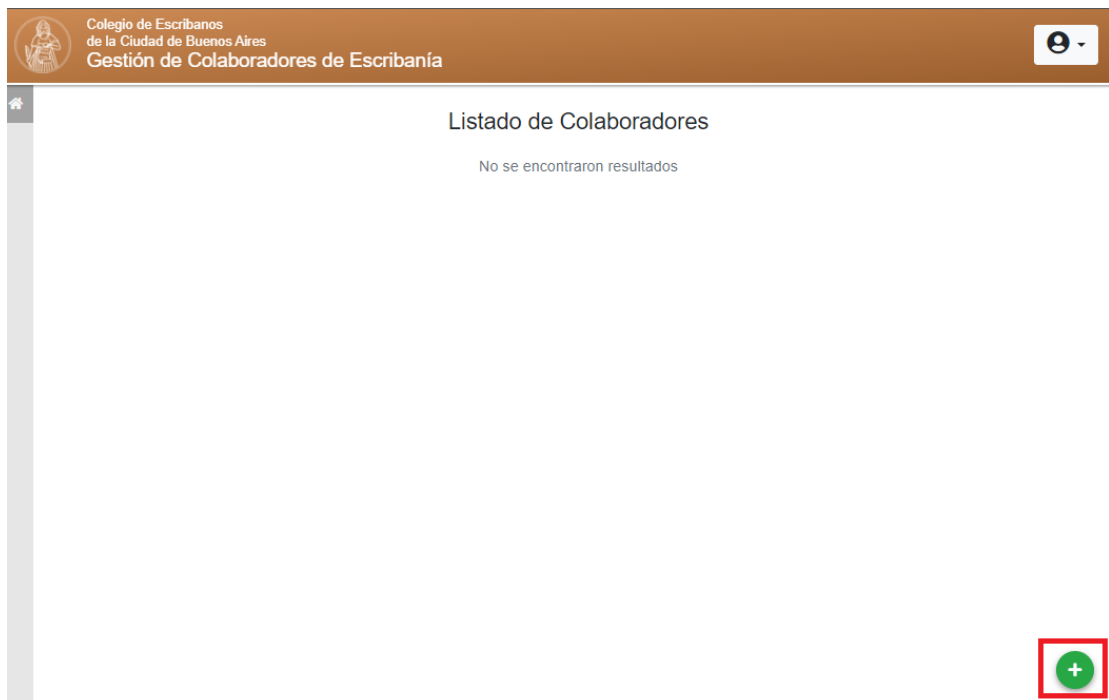 Colegio de Escribanos
de la Ciudad de Buenos Aires
Gestión de Colaboradores de Escribanía
Listado de Colaboradores
No se encontraron resultados